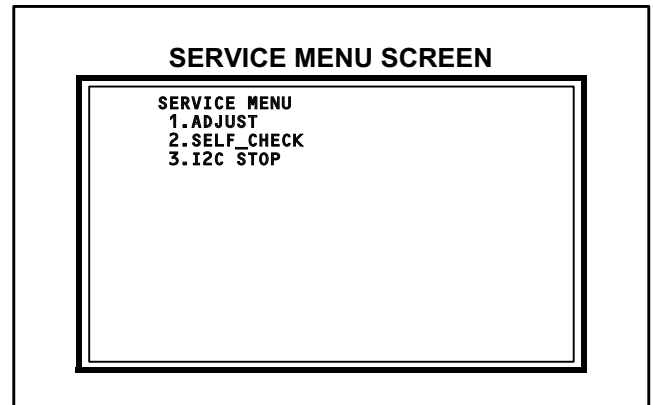 SERVICE MENU SCREEN
SERVICE MENU
1.ADJUST
2.SELF_CHECK
3.I2C STOP